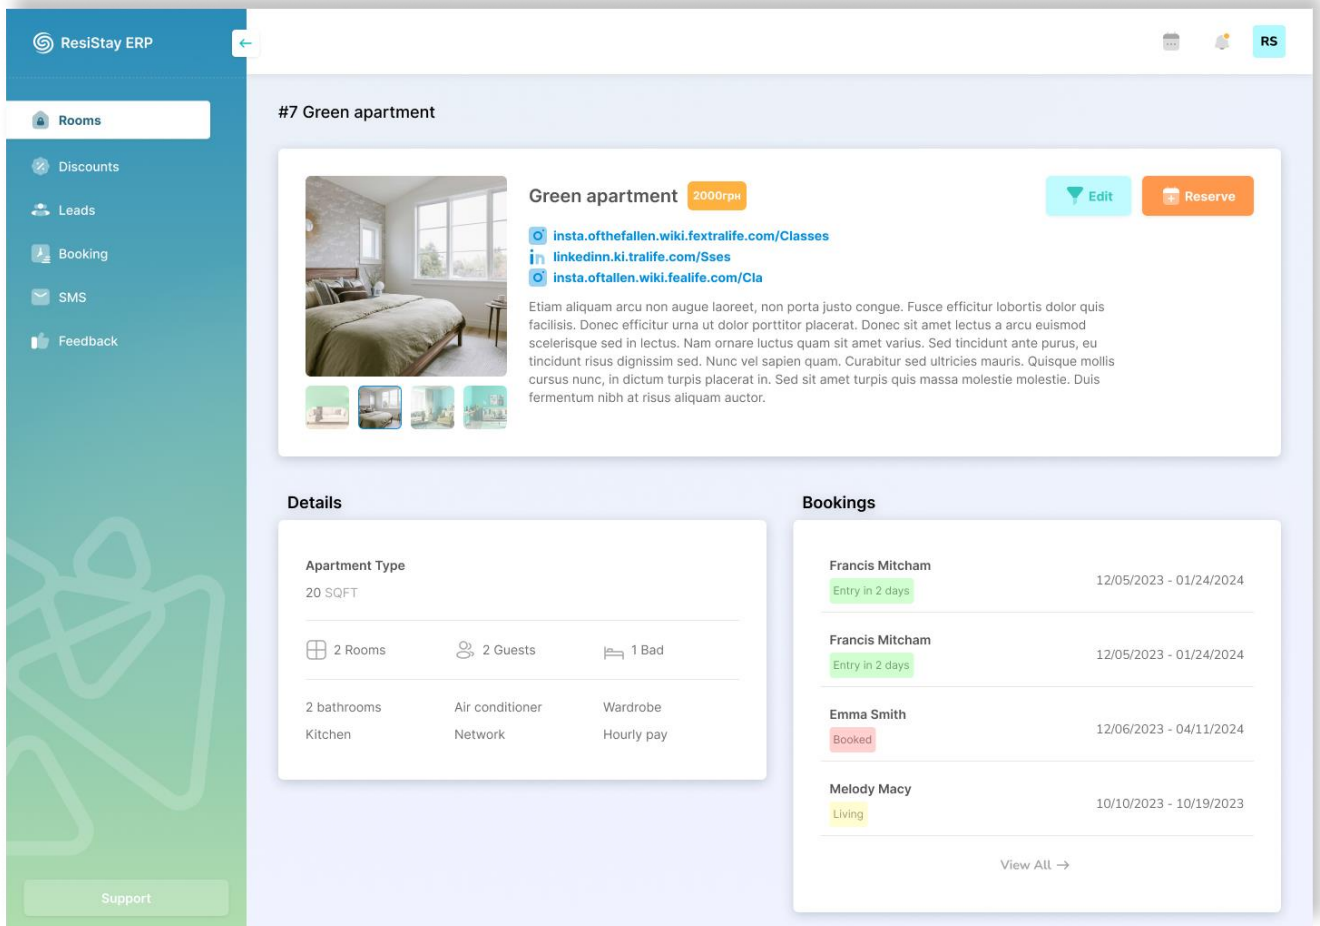 ResiStay ERP
RS
Rooms
Discounts
Leads
Booking
SMS
Feedback
Support
#7 Green apartment
Green apartment 2000грн
Edit
Reserve
insta.ofthefallen.wiki.fextralife.com/Classes
in linkedinn.ki.tralife.com/Sses
insta.oftallen.wiki.fealife.com/Cla
Etiam aliquam arcu non augue laoreet, non porta justo congue. Fusce efficitur lobortis dolor quis
facilisis. Donec efficitur urna ut dolor porttitor placerat. Donec sit amet lectus a arcu euismod
scelerisque sed in lectus. Nam ornare luctus quam sit amet varius. Sed tincidunt ante purus, eu
tincidunt risus dignissim sed. Nunc vel sapien quam. Curabitur sed ultricies mauris. Quisque mollis
cursus nunc, in dictum turpis placerat in. Sed sit amet turpis quis massa molestie molestie. Duis
fermentum nibh at risus aliquam auctor.
Details
Apartment Type
20 SQFT
2 Rooms
2 Guests
1 Bad
2 bathrooms
Air conditioner
Wardrobe
Kitchen
Network
Hourly pay
Bookings
Francis Mitcham
Entry in 2 days
12/05/2023 - 01/24/2024
Francis Mitcham
Entry in 2 days
12/05/2023 - 01/24/2024
Emma Smith
Booked
12/06/2023 - 04/11/2024
Melody Macy
Living
10/10/2023 - 10/19/2023
View All →